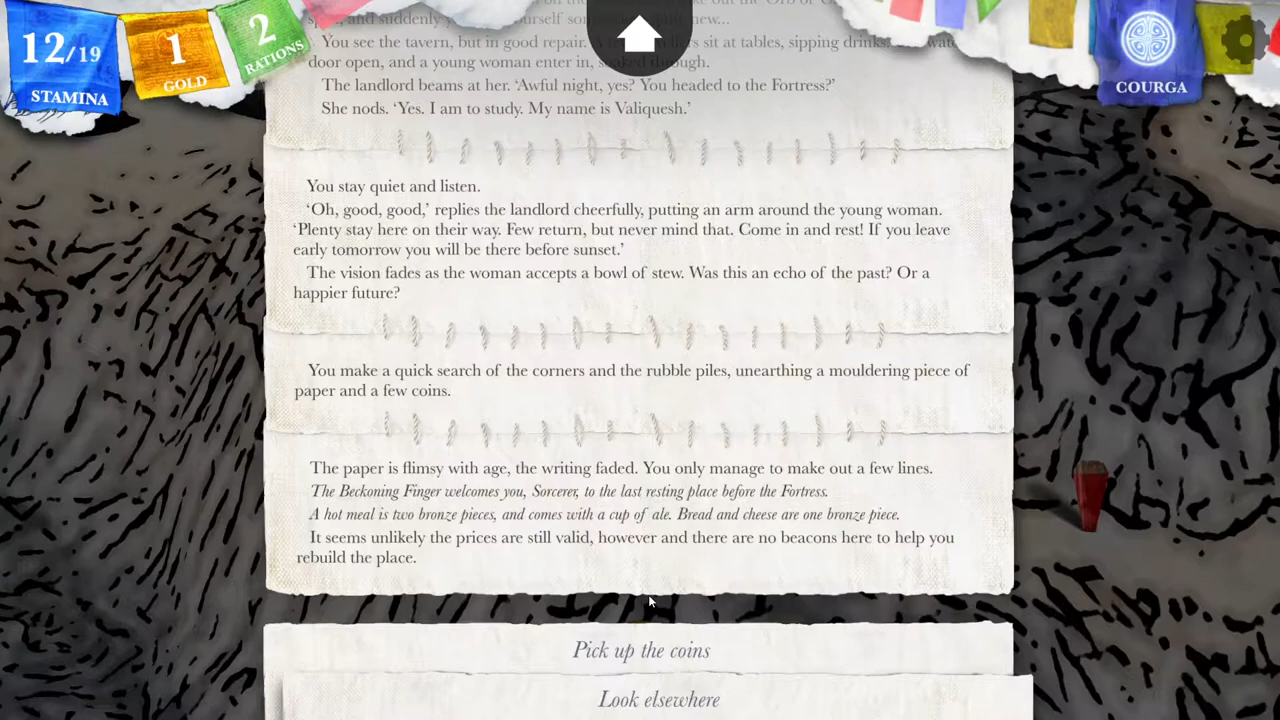 12/19
STAMINA
1
GOLD
2
RATIONS
COURGA
and suddenly
You see the tavern, but in good repair.
sit at tables, sipping drinks.
door open, and a young woman enter in, soaked through.
The landlord beams at her. ‘Awful night, yes? You headed to the Fortress?’
She nods. ‘Yes. I am to study. My name is Valiquesh.’
You stay quiet and listen.
‘Oh, good, good,’ replies the landlord cheerfully, putting an arm around the young woman.
‘Plenty stay here on their way. Few return, but never mind that. Come in and rest! If you leave
early tomorrow you will be there before sunset.’
The vision fades as the woman accepts a bowl of stew. Was this an echo of the past? Or a
happier future?
You make a quick search of the corners and the rubble piles, unearthing a mouldering piece of
paper and a few coins.
The paper is flimsy with age, the writing faded. You only manage to make out a few lines.
The Beckoning Finger welcomes you, Sorcerer, to the last resting place before the Fortress.
A hot meal is two bronze pieces, and comes with a cup of ale. Bread and cheese are one bronze piece.
It seems unlikely the prices are still valid, however and there are no beacons here to help you
rebuild the place.
Pick up the coins
Look elsewhere